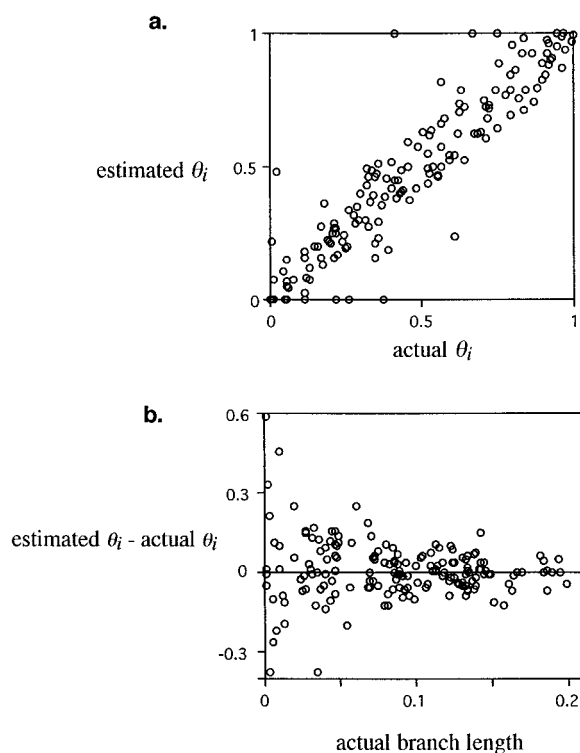 a.
1
estimated θi
0.5
0
0
0.5
1
actual θi
b.
0.6
0.3
estimated θi - actual θi
0
-0.3
0
0.1
0.2
actual branch length